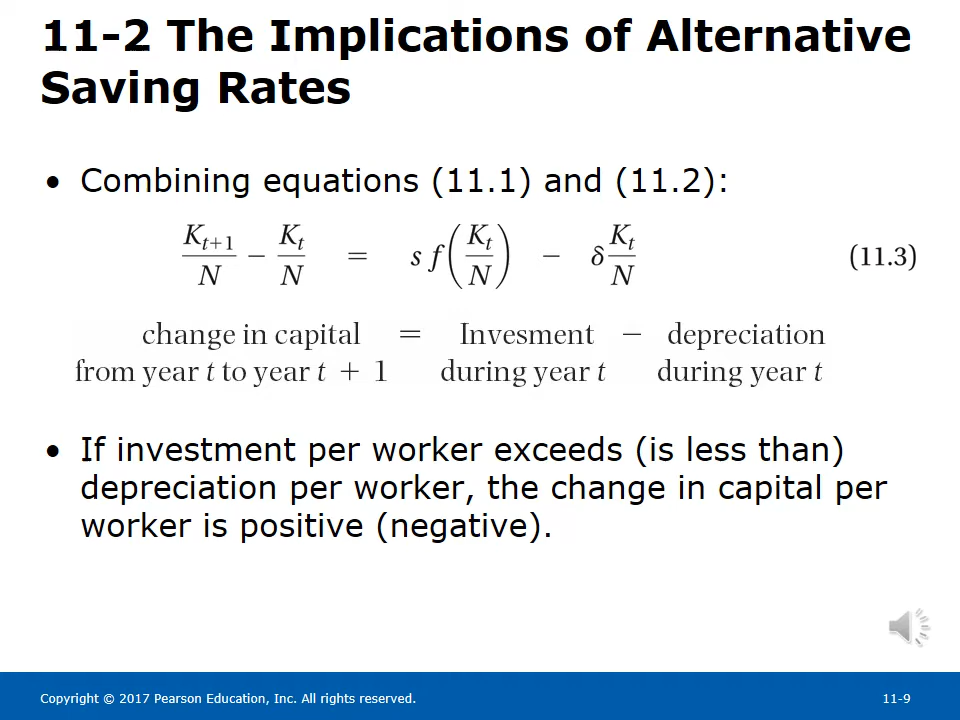 11-2 The Implications of Alternative
Saving Rates
• Combining equations (11.1) and (11.2):
K_{t+1}/N − K_t/N = s f(K_t/N) − δ K_t/N (11.3)
change in capital = Invesment − depreciation
from year t to year t + 1 during year t during year t
• If investment per worker exceeds (is less than)
depreciation per worker, the change in capital per
worker is positive (negative).
Copyright © 2017 Pearson Education, Inc. All rights reserved. 11-9